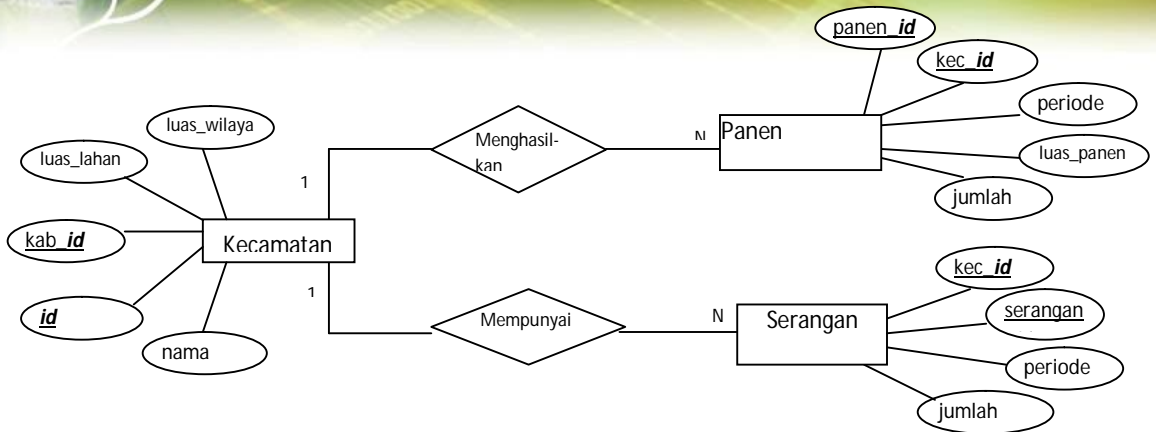 panen_id
kec_id
periode
luas_panen
jumlah
Panen
N
Menghasil-
kan
1
luas_wilaya
luas_lahan
kab_id
id
nama
Kecamatan
1
Mempunyai
N
Serangan
kec_id
serangan
periode
jumlah